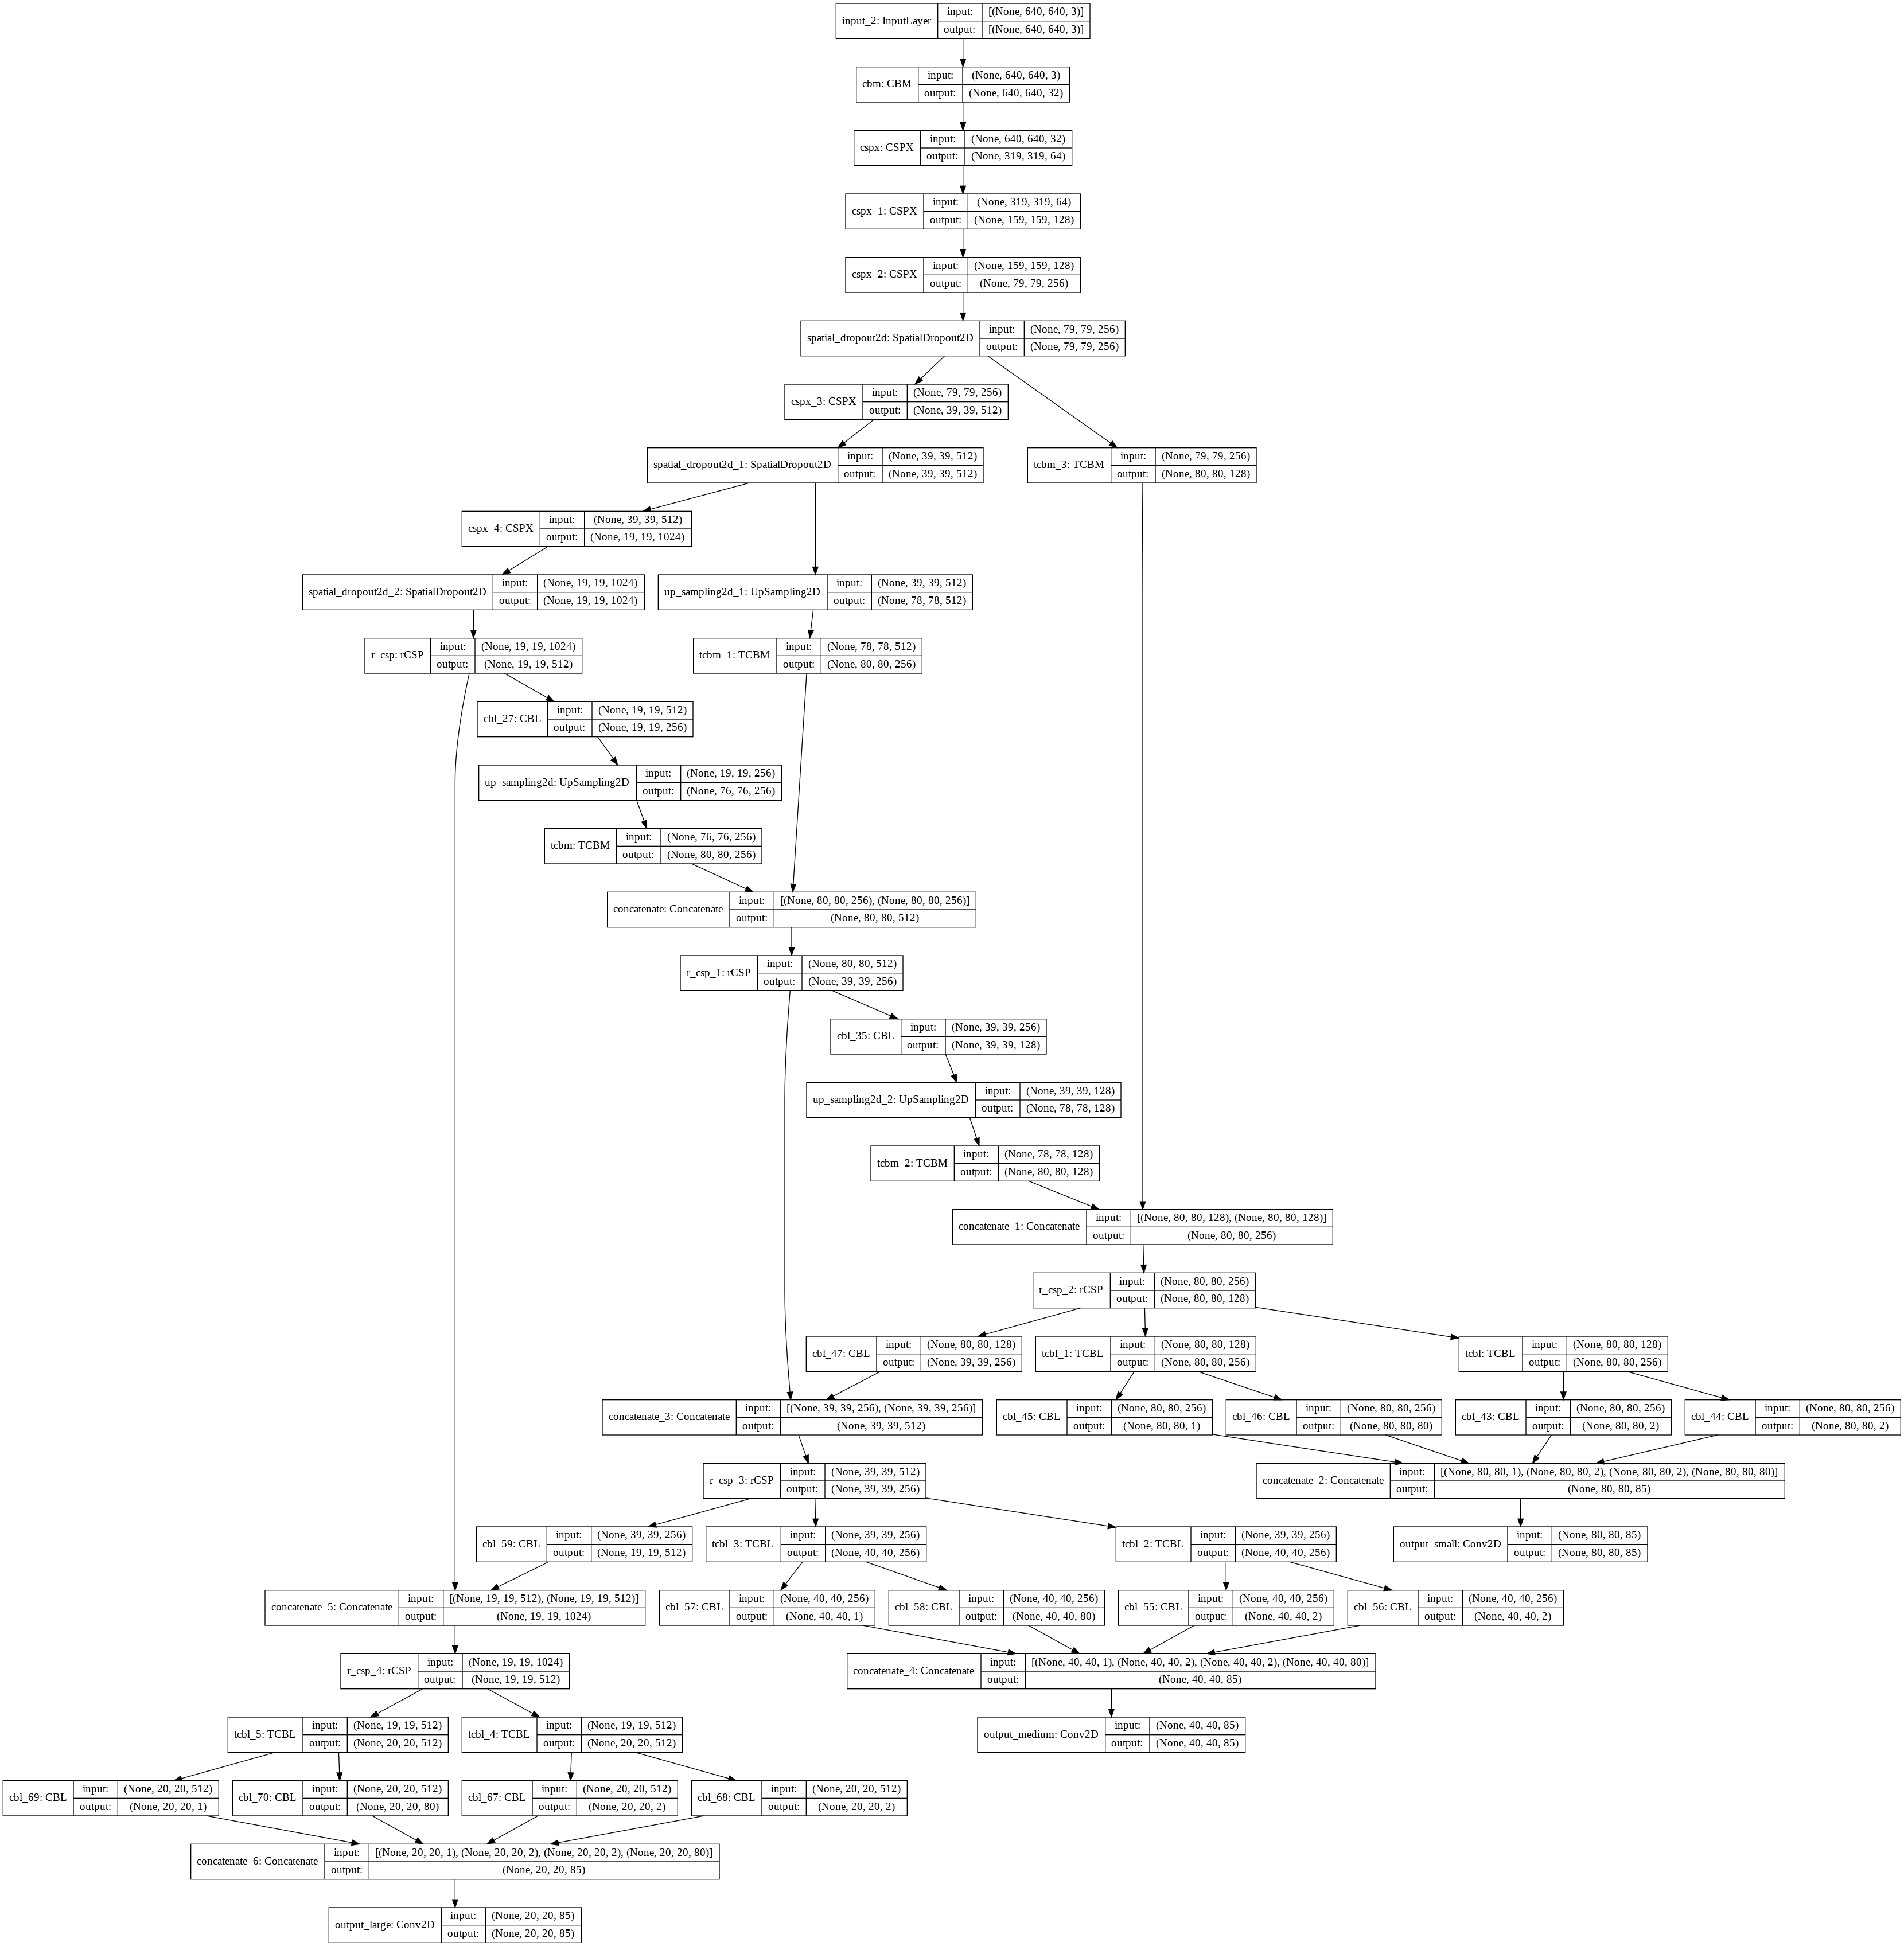 input_2: InputLayer
input: [(None, 640, 640, 3)]
output: [(None, 640, 640, 3)]
cbm: CBM
input: (None, 640, 640, 3)
output: (None, 640, 640, 32)
cspx: CSPX
input: (None, 640, 640, 32)
output: (None, 319, 319, 64)
cspx_1: CSPX
input: (None, 319, 319, 64)
output: (None, 159, 159, 128)
cspx_2: CSPX
input: (None, 159, 159, 128)
output: (None, 79, 79, 256)
spatial_dropout2d: SpatialDropout2D
input: (None, 79, 79, 256)
output: (None, 79, 79, 256)
cspx_3: CSPX
input: (None, 79, 79, 256)
output: (None, 39, 39, 512)
spatial_dropout2d_1: SpatialDropout2D
input: (None, 39, 39, 512)
output: (None, 39, 39, 512)
tcbm_3: TCBM
input: (None, 79, 79, 256)
output: (None, 80, 80, 128)
cspx_4: CSPX
input: (None, 39, 39, 512)
output: (None, 19, 19, 1024)
spatial_dropout2d_2: SpatialDropout2D
input: (None, 19, 19, 1024)
output: (None, 19, 19, 1024)
up_sampling2d_1: UpSampling2D
input: (None, 39, 39, 512)
output: (None, 78, 78, 512)
r_csp: rCSP
input: (None, 19, 19, 1024)
output: (None, 19, 19, 512)
tcbm_1: TCBM
input: (None, 78, 78, 512)
output: (None, 80, 80, 256)
cbl_27: CBL
input: (None, 19, 19, 512)
output: (None, 19, 19, 256)
up_sampling2d: UpSampling2D
input: (None, 19, 19, 256)
output: (None, 76, 76, 256)
tcbm: TCBM
input: (None, 76, 76, 256)
output: (None, 80, 80, 256)
concatenate: Concatenate
input: [(None, 80, 80, 256), (None, 80, 80, 256)]
output: (None, 80, 80, 512)
r_csp_1: rCSP
input: (None, 80, 80, 512)
output: (None, 39, 39, 256)
cbl_35: CBL
input: (None, 39, 39, 256)
output: (None, 39, 39, 128)
up_sampling2d_2: UpSampling2D
input: (None, 39, 39, 128)
output: (None, 78, 78, 128)
tcbm_2: TCBM
input: (None, 78, 78, 128)
output: (None, 80, 80, 128)
concatenate_1: Concatenate
input: [(None, 80, 80, 128), (None, 80, 80, 128)]
output: (None, 80, 80, 256)
r_csp_2: rCSP
input: (None, 80, 80, 256)
output: (None, 80, 80, 128)
cbl_47: CBL
input: (None, 80, 80, 128)
output: (None, 39, 39, 256)
tcbl_1: TCBL
input: (None, 80, 80, 128)
output: (None, 80, 80, 256)
tcbl: TCBL
input: (None, 80, 80, 128)
output: (None, 80, 80, 256)
concatenate_3: Concatenate
input: [(None, 39, 39, 256), (None, 39, 39, 256)]
output: (None, 39, 39, 512)
cbl_45: CBL
input: (None, 80, 80, 256)
output: (None, 80, 80, 1)
cbl_46: CBL
input: (None, 80, 80, 256)
output: (None, 80, 80, 80)
cbl_43: CBL
input: (None, 80, 80, 256)
output: (None, 80, 80, 2)
cbl_44: CBL
input: (None, 80, 80, 256)
output: (None, 80, 80, 2)
r_csp_3: rCSP
input: (None, 39, 39, 512)
output: (None, 39, 39, 256)
concatenate_2: Concatenate
input: [(None, 80, 80, 1), (None, 80, 80, 2), (None, 80, 80, 2), (None, 80, 80, 80)]
output: (None, 80, 80, 85)
cbl_59: CBL
input: (None, 39, 39, 256)
output: (None, 19, 19, 512)
tcbl_3: TCBL
input: (None, 39, 39, 256)
output: (None, 40, 40, 256)
tcbl_2: TCBL
input: (None, 39, 39, 256)
output: (None, 40, 40, 256)
output_small: Conv2D
input: (None, 80, 80, 85)
output: (None, 80, 80, 85)
concatenate_5: Concatenate
input: [(None, 19, 19, 512), (None, 19, 19, 512)]
output: (None, 19, 19, 1024)
cbl_57: CBL
input: (None, 40, 40, 256)
output: (None, 40, 40, 1)
cbl_58: CBL
input: (None, 40, 40, 256)
output: (None, 40, 40, 80)
cbl_55: CBL
input: (None, 40, 40, 256)
output: (None, 40, 40, 2)
cbl_56: CBL
input: (None, 40, 40, 256)
output: (None, 40, 40, 2)
r_csp_4: rCSP
input: (None, 19, 19, 1024)
output: (None, 19, 19, 512)
concatenate_4: Concatenate
input: [(None, 40, 40, 1), (None, 40, 40, 2), (None, 40, 40, 2), (None, 40, 40, 80)]
output: (None, 40, 40, 85)
tcbl_5: TCBL
input: (None, 19, 19, 512)
output: (None, 20, 20, 512)
tcbl_4: TCBL
input: (None, 19, 19, 512)
output: (None, 20, 20, 512)
output_medium: Conv2D
input: (None, 40, 40, 85)
output: (None, 40, 40, 85)
cbl_69: CBL
input: (None, 20, 20, 512)
output: (None, 20, 20, 1)
cbl_70: CBL
input: (None, 20, 20, 512)
output: (None, 20, 20, 80)
cbl_67: CBL
input: (None, 20, 20, 512)
output: (None, 20, 20, 2)
cbl_68: CBL
input: (None, 20, 20, 512)
output: (None, 20, 20, 2)
concatenate_6: Concatenate
input: [(None, 20, 20, 1), (None, 20, 20, 2), (None, 20, 20, 2), (None, 20, 20, 80)]
output: (None, 20, 20, 85)
output_large: Conv2D
input: (None, 20, 20, 85)
output: (None, 20, 20, 85)